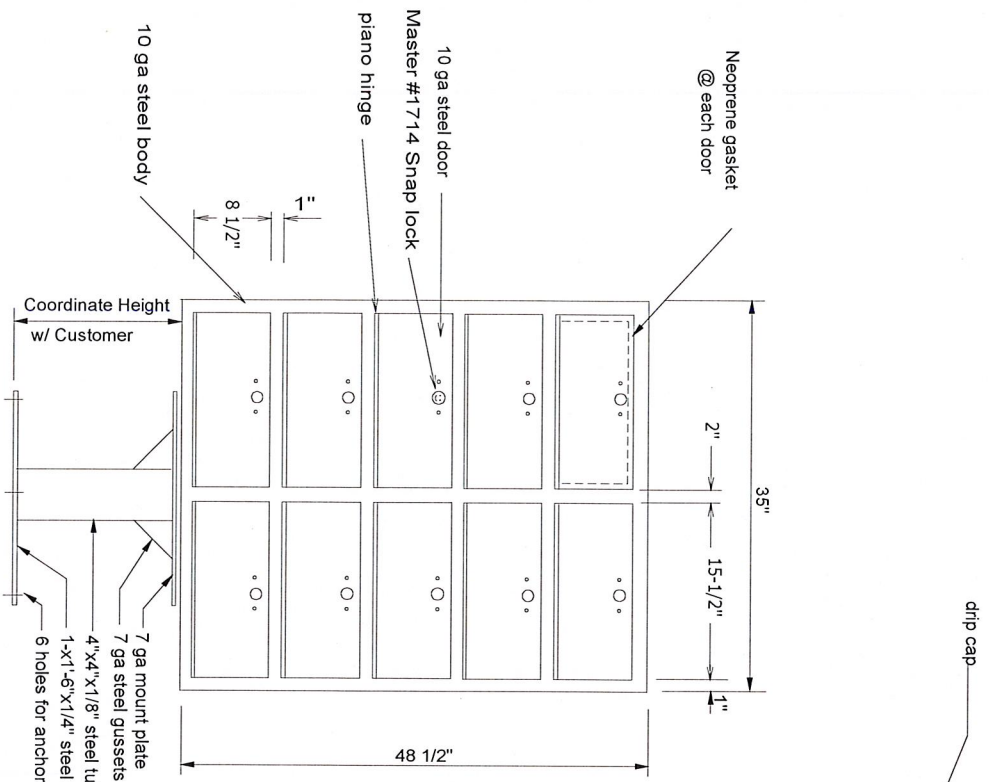 Neoprene gasket
@ each door
10 ga steel door
Master #1714 Snap lock
piano hinge
10 ga steel body
1"
8 1/2"
Coordinate Height
w/ Customer
2"
35"
15-1/2"
1"
48 1/2"
drip cap
7 ga mount plate
7 ga steel gussets
4"x4"x1/8" steel tu
1-x1'-6"x1/4" steel
6 holes for anchor